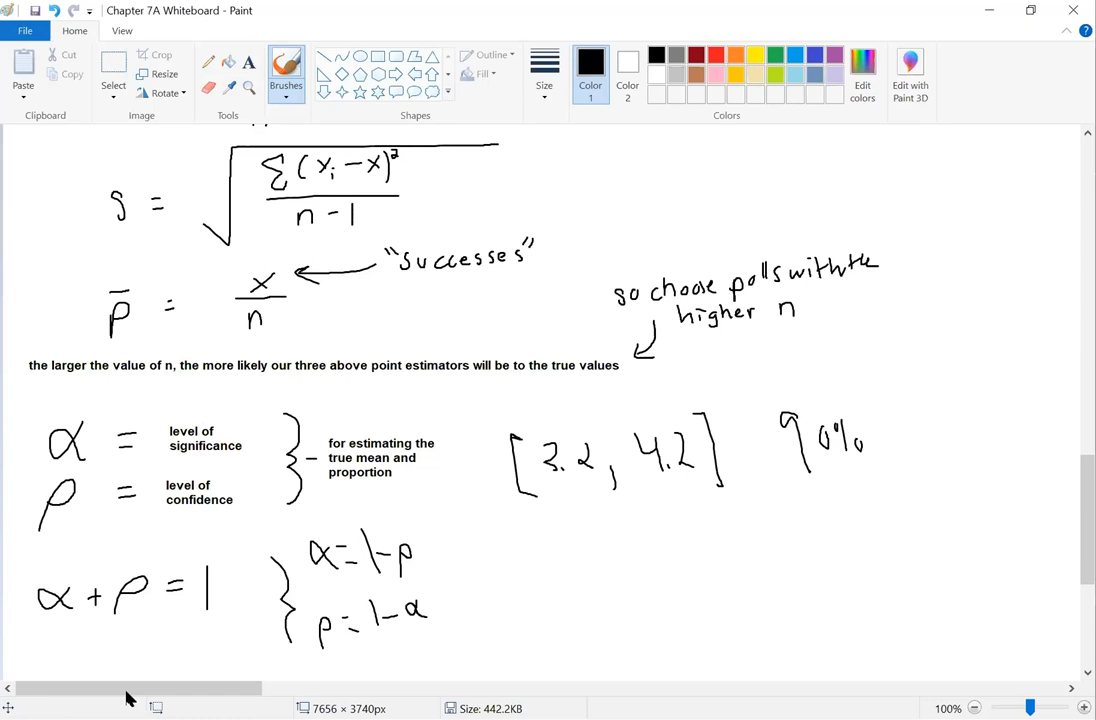 Chapter 7A Whiteboard - Paint
File Home View
Paste
Cut
Copy
Clipboard
Select
Crop
Resize
Rotate
Image
A
Tools
Brushes
Shapes
Outline
Fill
Size
Color 1
Color 2
Colors
Edit colors
Edit with Paint 3D
s = √ Σ(xᵢ - x)² / n - 1
p̅ = x / n
"successes"
so choose polls with the
higher n
the larger the value of n, the more likely our three above point estimators will be to the true values
α = level of significance
ρ = level of confidence
for estimating the
true mean and
proportion
[3.2, 4.2] 90%
α + ρ = 1
α = 1 - ρ
ρ = 1 - α
7656 × 3740px
Size: 442.2KB
100%